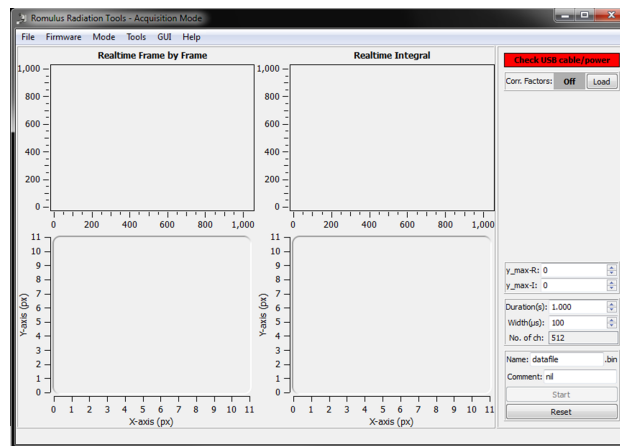 Romulus Radiation Tools - Acquisition Mode
File Firmware Mode Tools GUI Help
Realtime Frame by Frame
1,000
800
600
400
200
0
0 200 400 600 800 1,000
Realtime Integral
1,000
800
600
400
200
0
0 200 400 600 800 1,000
11
10
9
8
7
6
5
4
3
2
1
0
Y-axis (px)
0 1 2 3 4 5 6 7 8 9 10 11
X-axis (px)
11
10
9
8
7
6
5
4
3
2
1
0
Y-axis (px)
0 1 2 3 4 5 6 7 8 9 10 11
X-axis (px)
Check USB cable/power
Corr. Factors: Off Load
y_max-R: 0
y_max-I: 0
Duration(s): 1.000
Width(µs): 100
No. of ch: 512
Name: datafile .bin
Comment: nil
Start
Reset